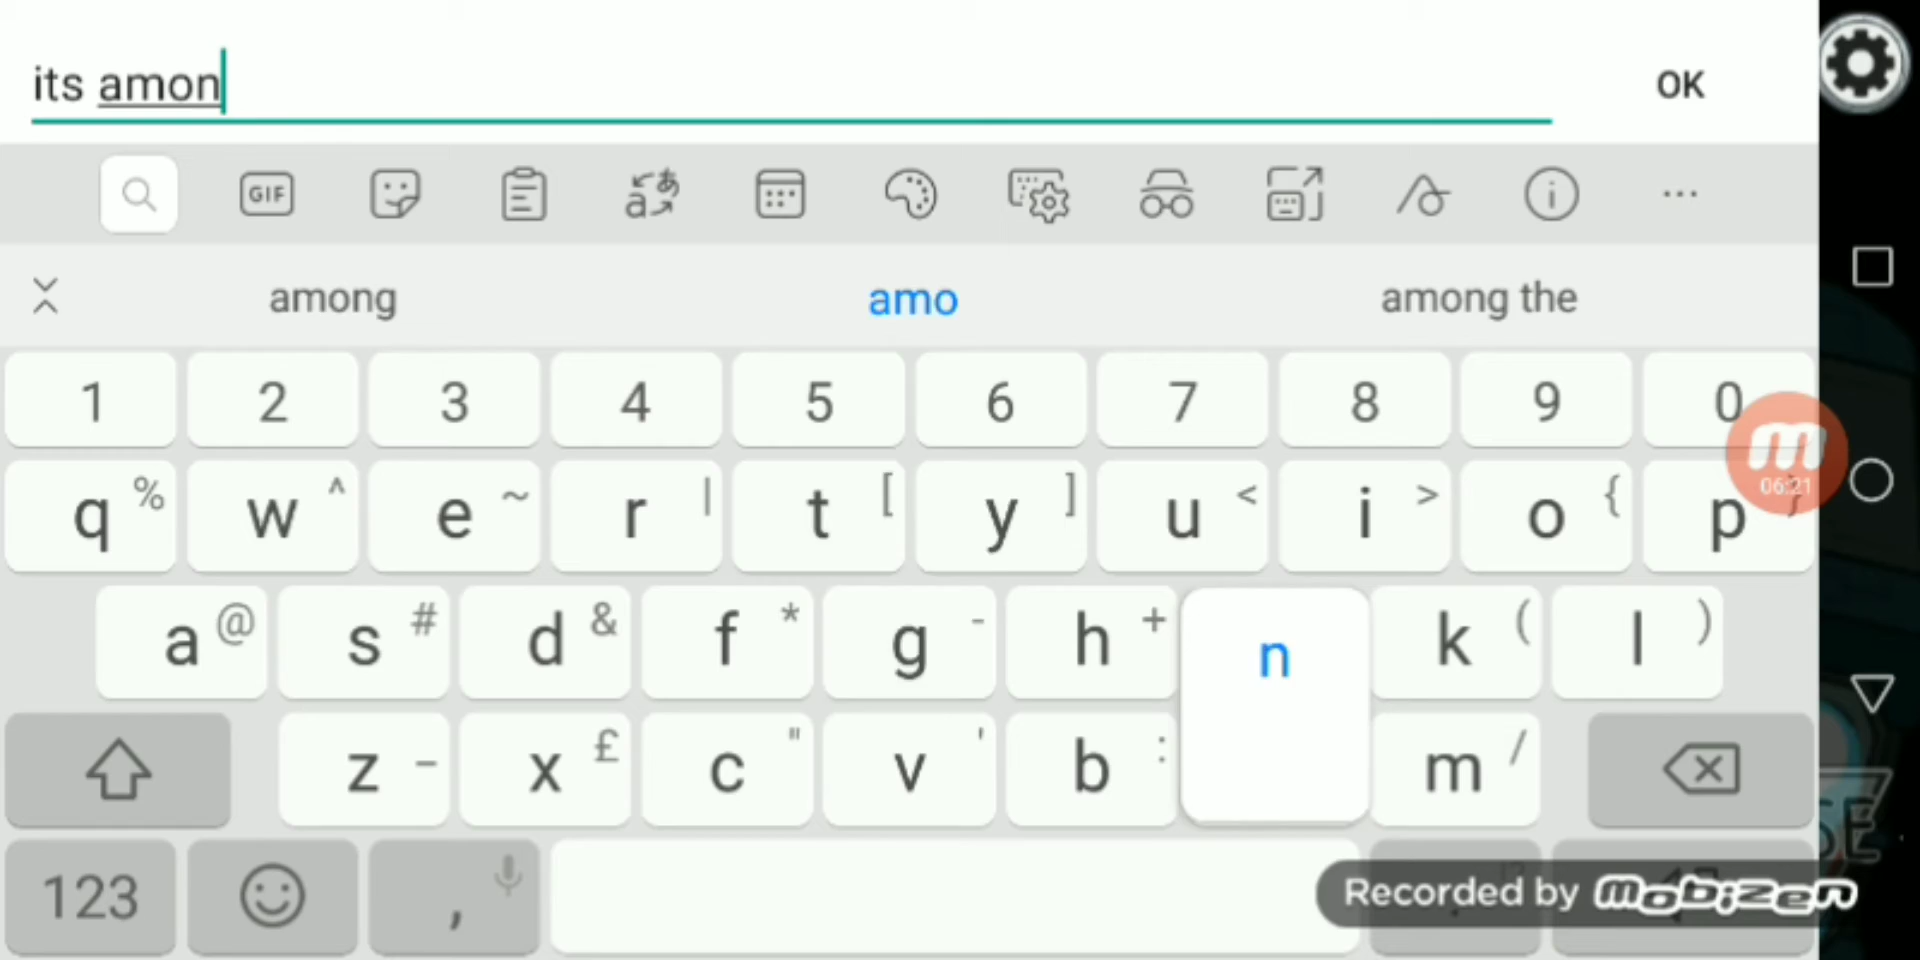 its amon
OK
GIF
among
amo
among the
1 2 3 4 5 6 7 8 9 0
q % w ^ e ~ r | t [ y ] u < i > o { p }
06:21
a @ s # d & f * g - h + n k ( l )
z _ x £ c " v ' b : m /
123 ,
Recorded by mobizen